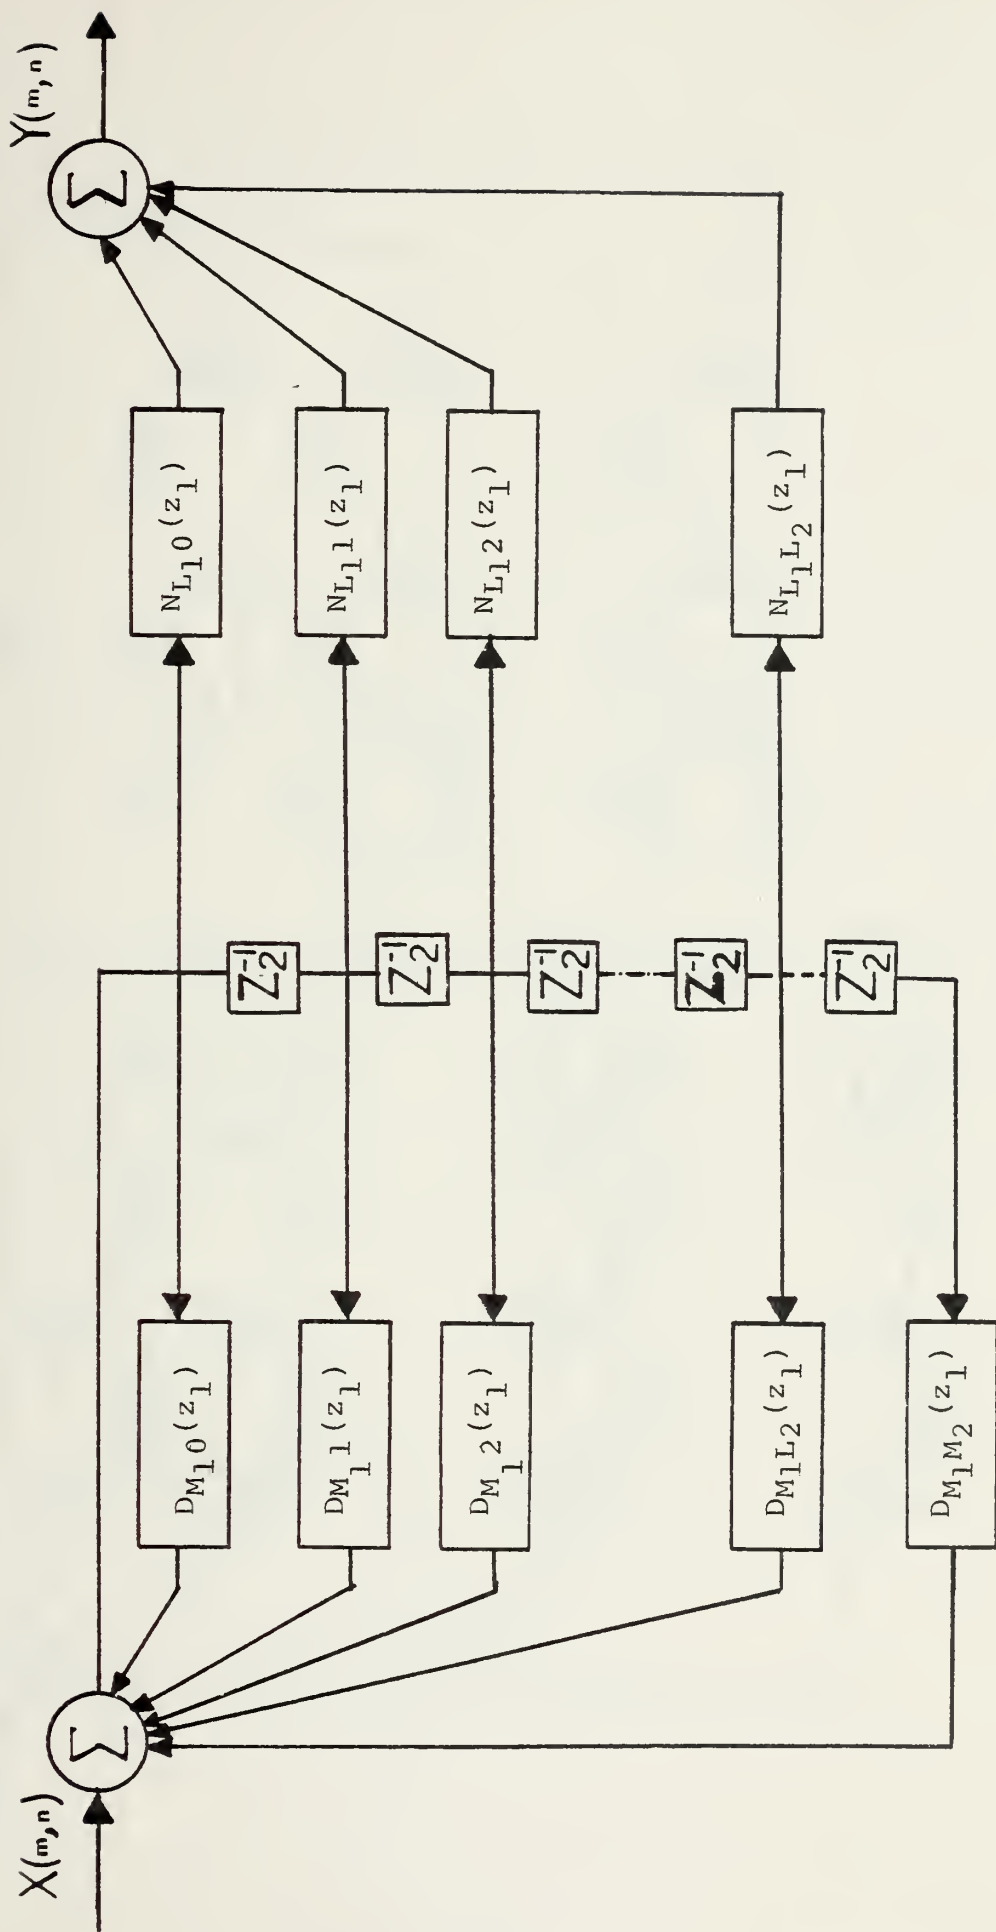 X(m,n)
Σ
Y(m,n)
Σ
D_{M_1 0}(z_1)
N_{L_1 0}(z_1)
Z_2^{-1}
D_{M_1 1}(z_1)
N_{L_1 1}(z_1)
Z_2^{-1}
D_{M_1 2}(z_1)
N_{L_1 2}(z_1)
Z_2^{-1}
Z_2^{-1}
D_{M_1 L_2}(z_1)
N_{L_1 L_2}(z_1)
Z_2^{-1}
D_{M_1 M_2}(z_1)